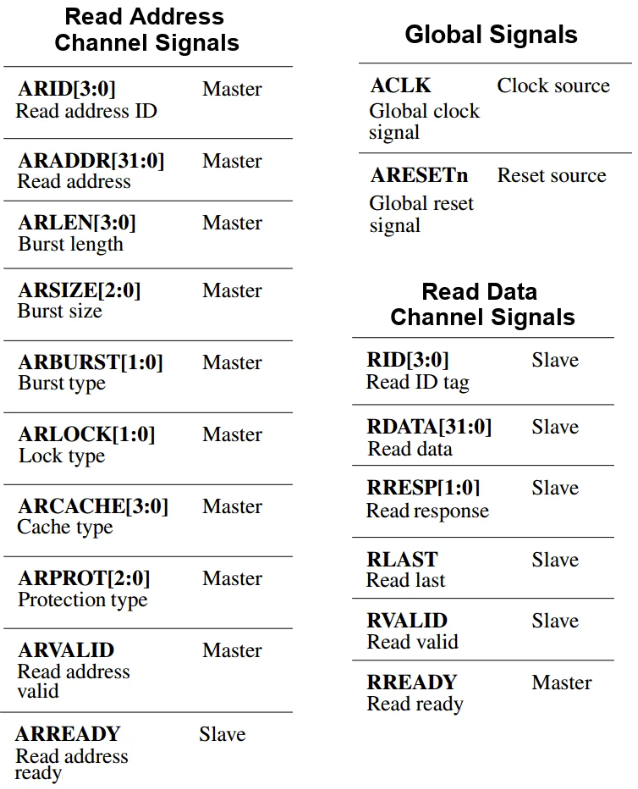 Read Address
Channel Signals
ARID[3:0] Master
Read address ID
ARADDR[31:0] Master
Read address
ARLEN[3:0] Master
Burst length
ARSIZE[2:0] Master
Burst size
ARBURST[1:0] Master
Burst type
ARLOCK[1:0] Master
Lock type
ARCACHE[3:0] Master
Cache type
ARPROT[2:0] Master
Protection type
ARVALID Master
Read address
valid
ARREADY Slave
Read address
ready
Global Signals
ACLK Clock source
Global clock
signal
ARESETn Reset source
Global reset
signal
Read Data
Channel Signals
RID[3:0] Slave
Read ID tag
RDATA[31:0] Slave
Read data
RRESP[1:0] Slave
Read response
RLAST Slave
Read last
RVALID Slave
Read valid
RREADY Master
Read ready